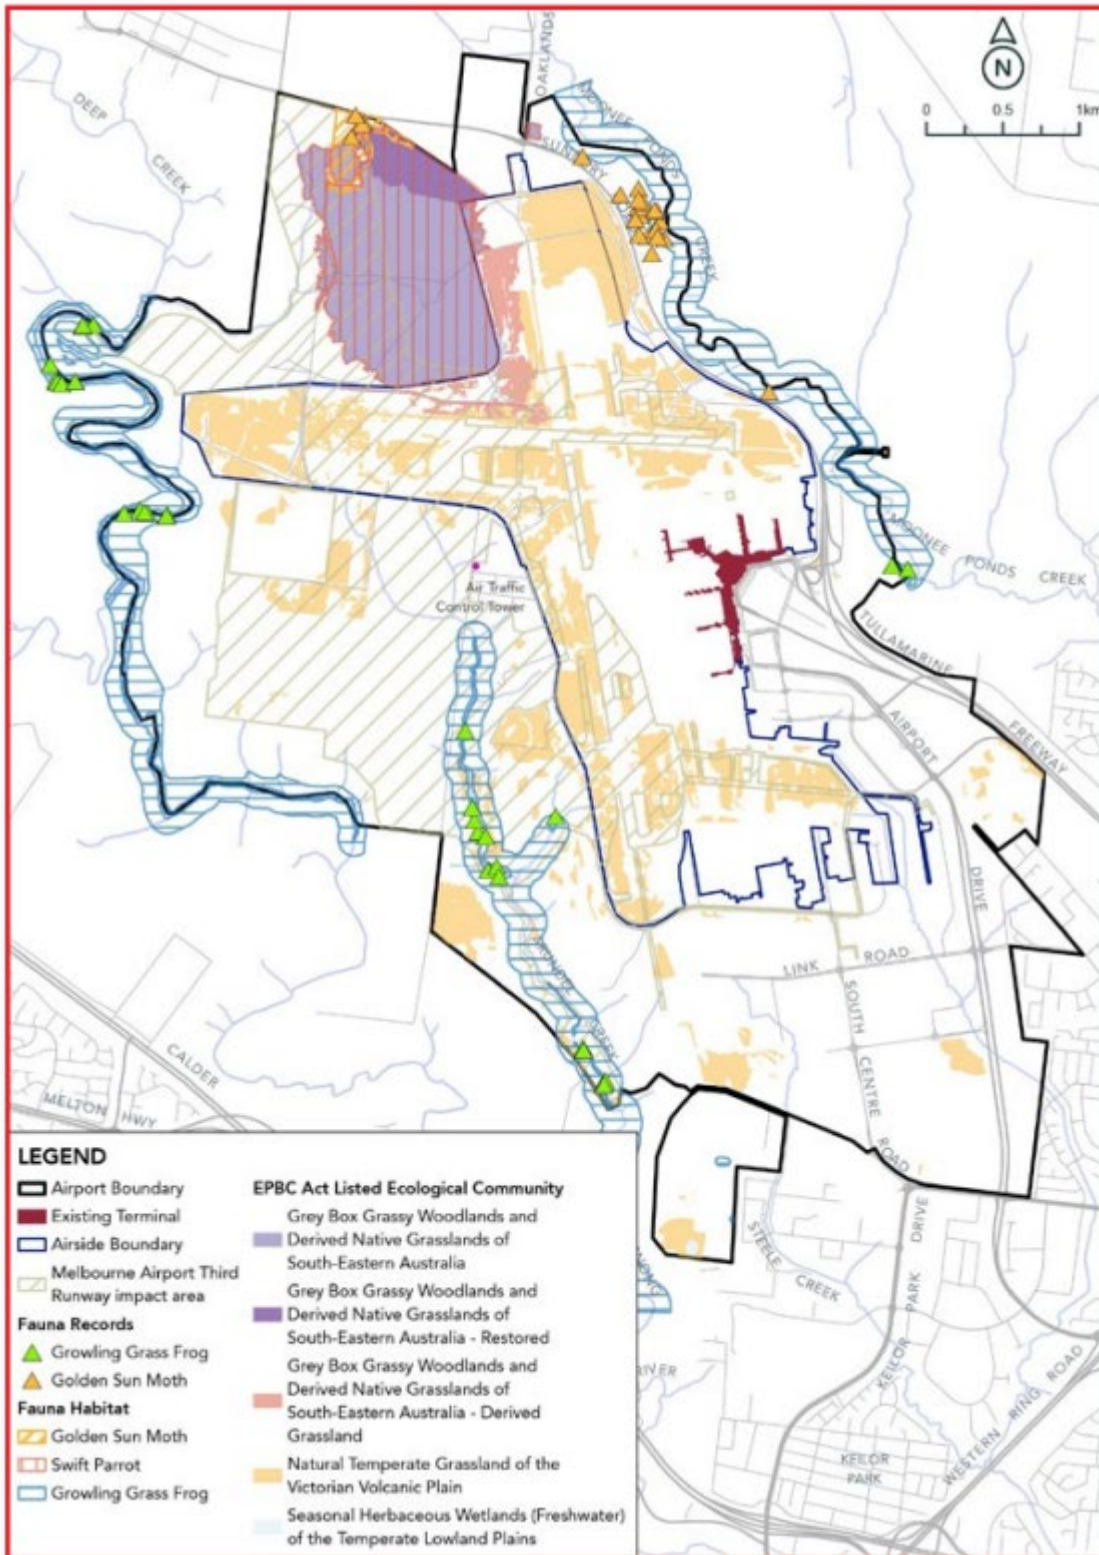 OAKLANDS
N
0 0.5 1km
DEEP
CREEK
MOONEE PONDS
SUNBURY
CREEK
Air Traffic
Control Tower
MOONEE PONDS CREEK
TULLAMARINE
FREEWAY
AIRPORT
DRIVE
LINK ROAD
SOUTH CENTRE ROAD
CREEK
CALDER
MELTON HWY
STEELE CREEK
RIVER
KEILOR PARK DRIVE
KEILOR
PARK
WESTERN RING ROAD
LEGEND
Airport Boundary
Existing Terminal
Airside Boundary
Melbourne Airport Third
Runway impact area
Fauna Records
Growling Grass Frog
Golden Sun Moth
Fauna Habitat
Golden Sun Moth
Swift Parrot
Growling Grass Frog
EPBC Act Listed Ecological Community
Grey Box Grassy Woodlands and
Derived Native Grasslands of
South-Eastern Australia
Grey Box Grassy Woodlands and
Derived Native Grasslands of
South-Eastern Australia - Restored
Grey Box Grassy Woodlands and
Derived Native Grasslands of
South-Eastern Australia - Derived
Grassland
Natural Temperate Grassland of the
Victorian Volcanic Plain
Seasonal Herbaceous Wetlands (Freshwater)
of the Temperate Lowland Plains